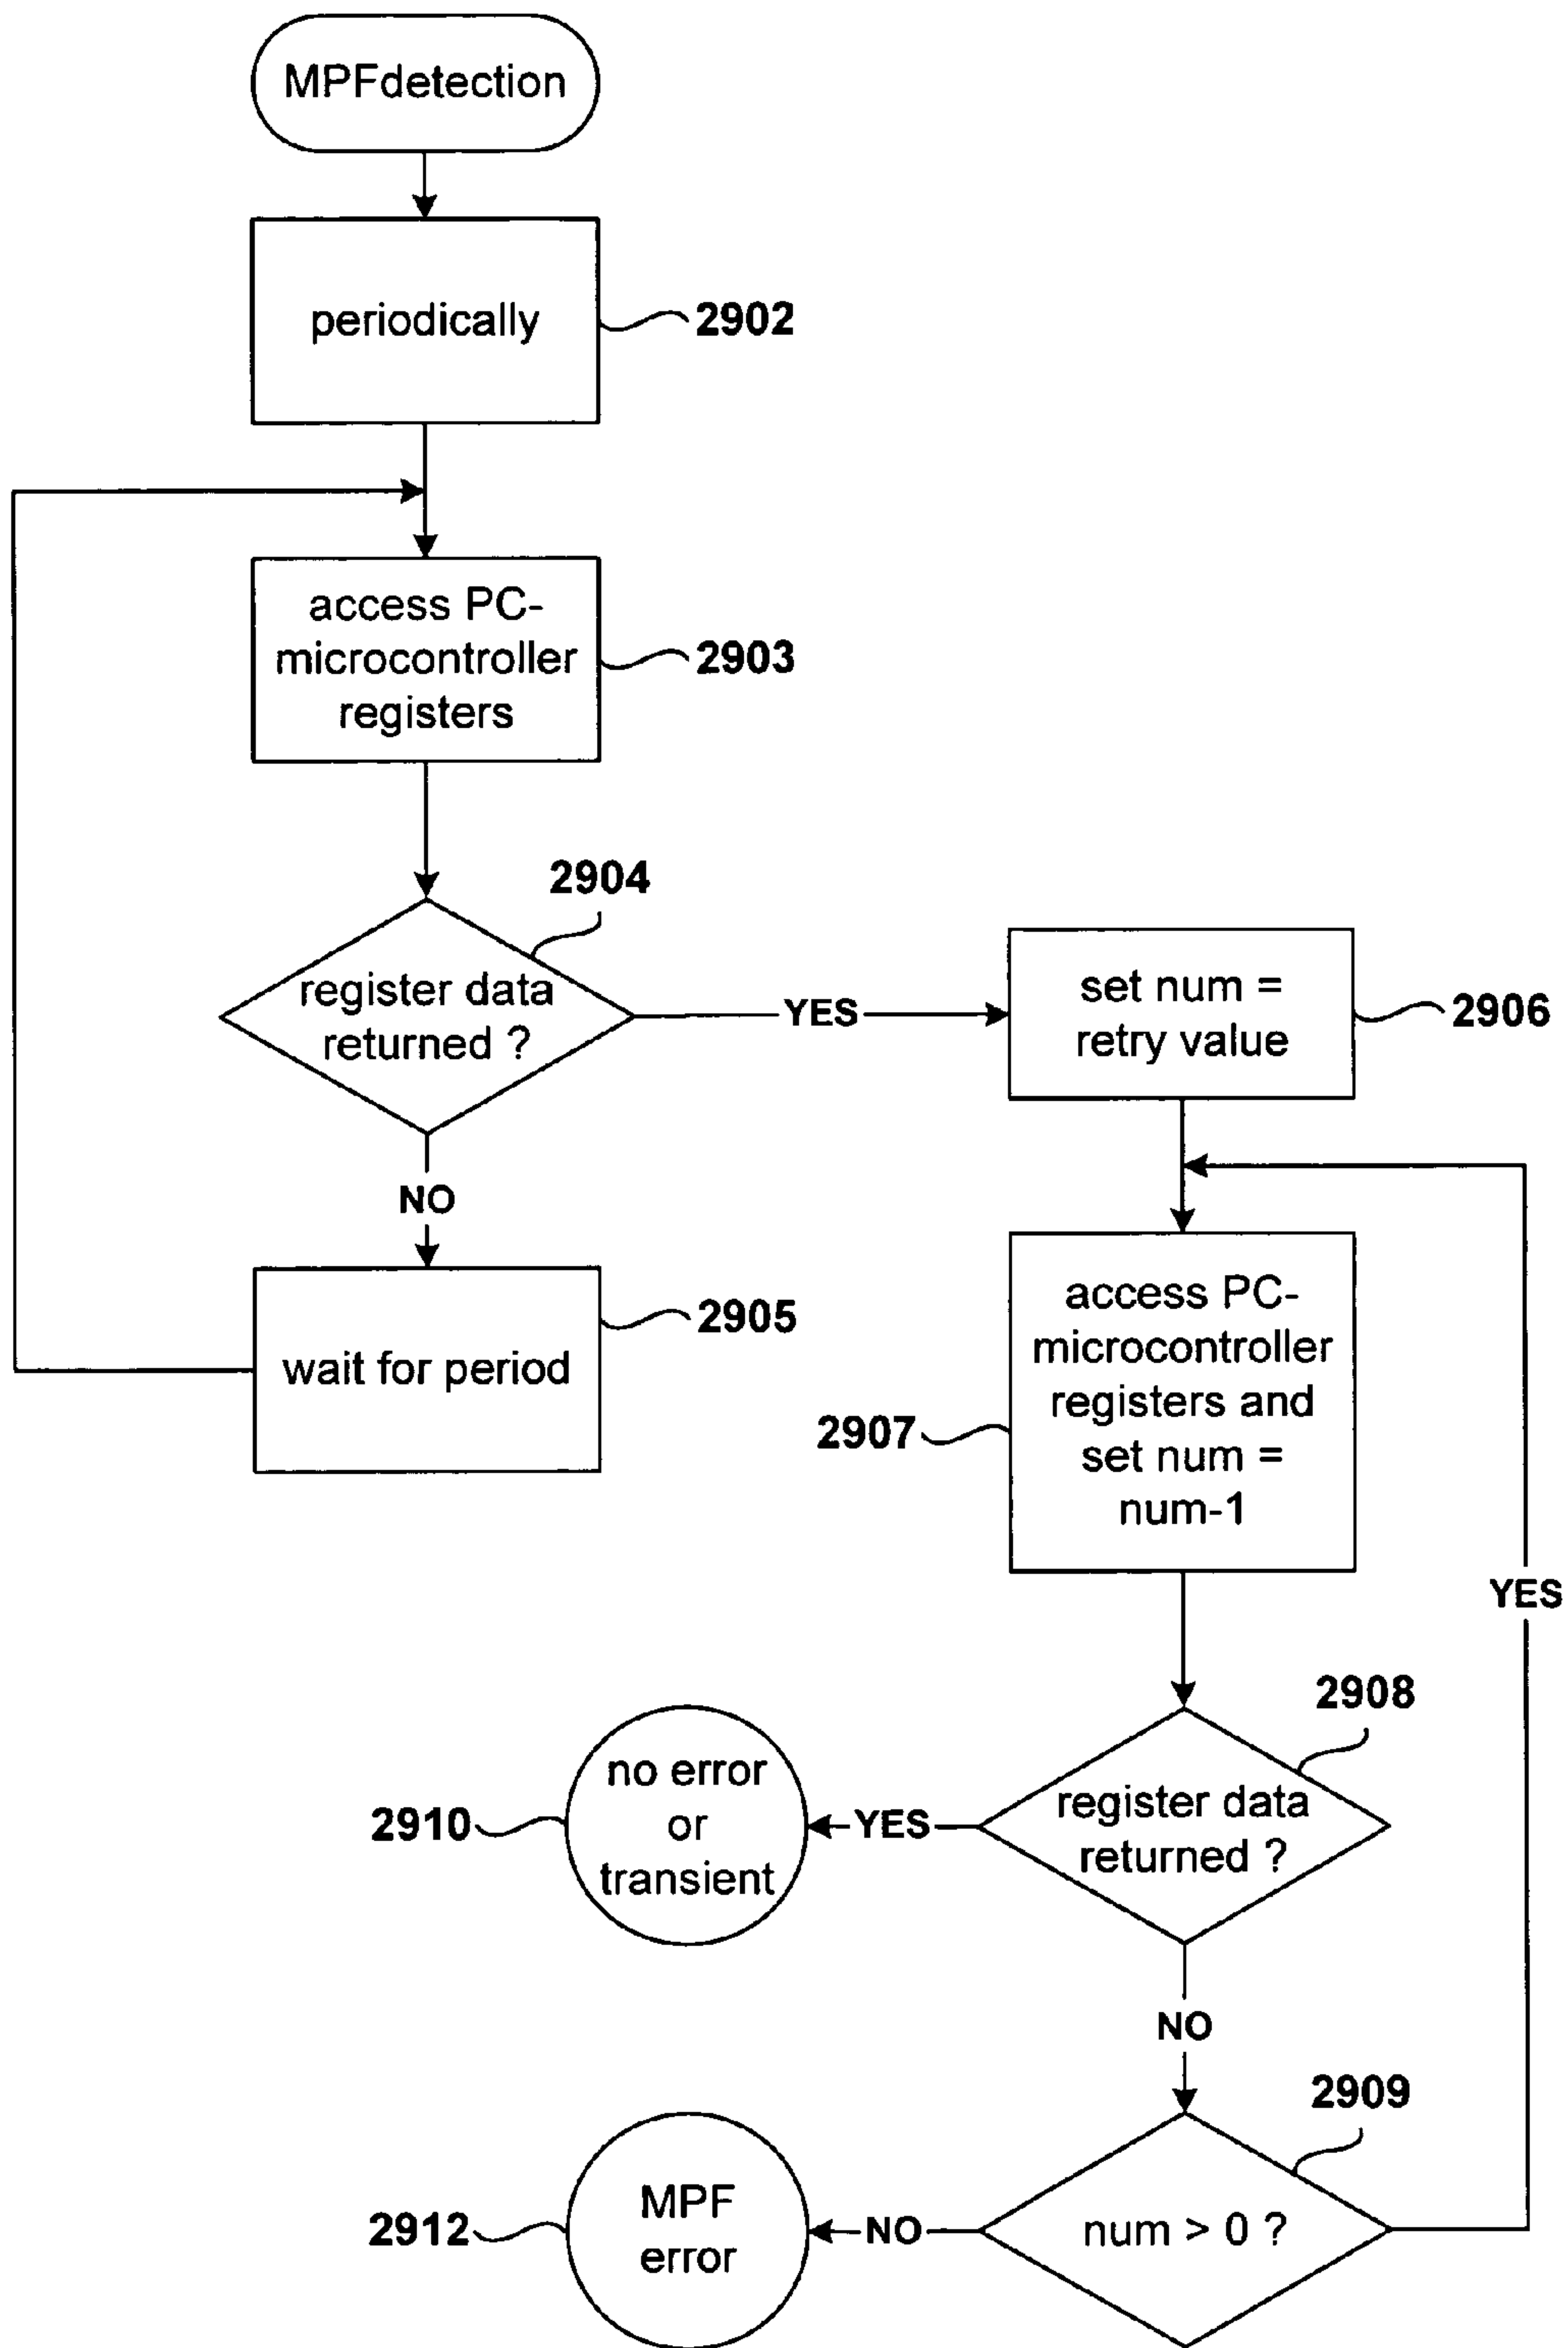 MPFdetection
periodically
2902
access PC-
microcontroller
registers
2903
2904
register data
returned ?
YES
set num =
retry value
2906
NO
wait for period
2905
access PC-
microcontroller
registers and
set num =
num-1
2907
YES
2908
register data
returned ?
YES
no error
or
transient
2910
NO
2909
num > 0 ?
NO
MPF
error
2912